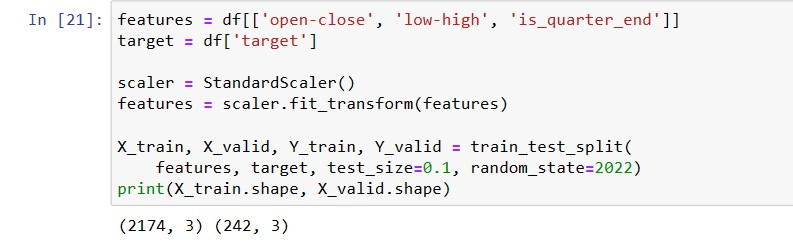 In [21]: features = df[['open-close', 'low-high', 'is_quarter_end']]
target = df['target']
scaler = StandardScaler()
features = scaler.fit_transform(features)
X_train, X_valid, Y_train, Y_valid = train_test_split(
    features, target, test_size=0.1, random_state=2022)
print(X_train.shape, X_valid.shape)
(2174, 3) (242, 3)